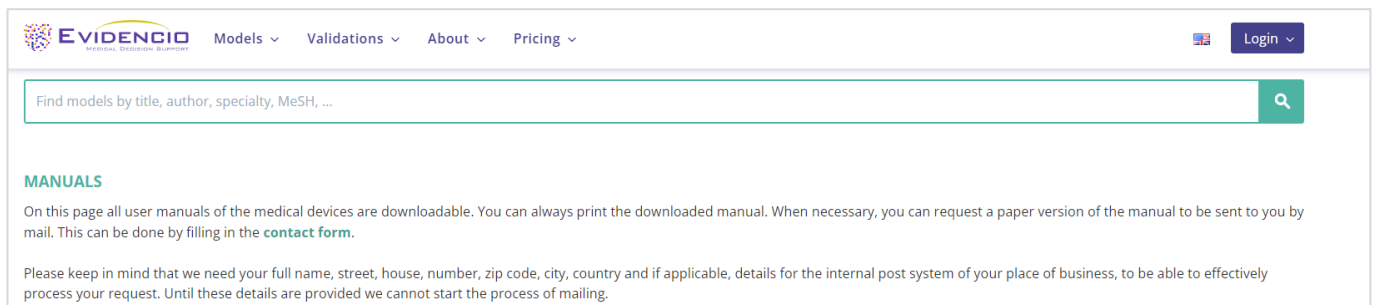 EVIDENCIO Models Validations About Pricing Login
MEDICAL DECISION SUPPORT
Find models by title, author, specialty, MeSH, ...
MANUALS
On this page all user manuals of the medical devices are downloadable. You can always print the downloaded manual. When necessary, you can request a paper version of the manual to be sent to you by
mail. This can be done by filling in the contact form.
Please keep in mind that we need your full name, street, house, number, zip code, city, country and if applicable, details for the internal post system of your place of business, to be able to effectively
process your request. Until these details are provided we cannot start the process of mailing.